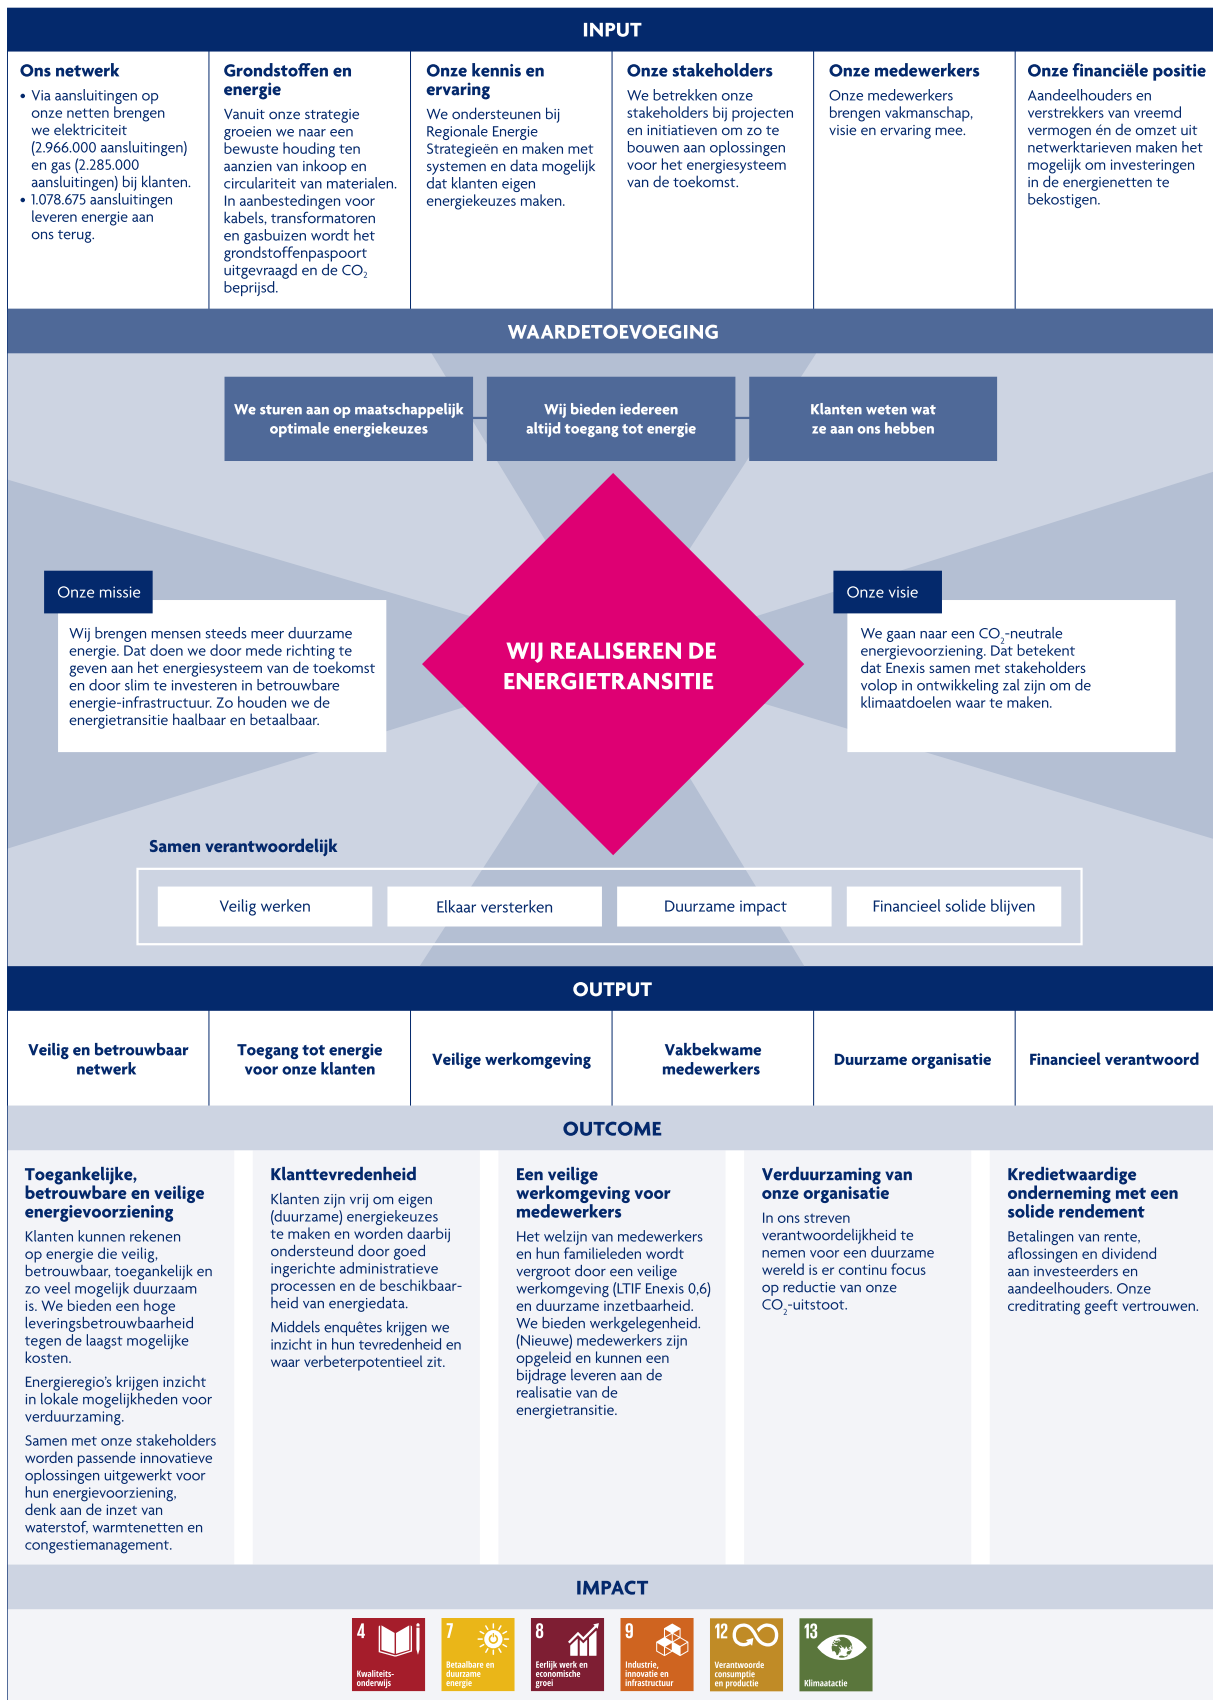 INPUT
Ons netwerk
• Via aansluitingen op
onze netten brengen
we elektriciteit
(2.966.000 aansluitingen)
en gas (2.285.000
aansluitingen) bij klanten.
• 1.078.675 aansluitingen
leveren energie aan
ons terug.
Grondstoffen en
energie
Vanuit onze strategie
groeien we naar een
bewuste houding ten
aanzien van inkoop en
circulariteit van materialen.
In aanbestedingen voor
kabels, transformatoren
en gasbuizen wordt het
grondstoffenpaspoort
uitgevraagd en de CO₂
beprijsd.
Onze kennis en
ervaring
We ondersteunen bij
Regionale Energie
Strategieën en maken met
systemen en data mogelijk
dat klanten eigen
energiekeuzes maken.
Onze stakeholders
We betrekken onze
stakeholders bij projecten
en initiatieven om zo te
bouwen aan oplossingen
voor het energiesysteem
van de toekomst.
Onze medewerkers
Onze medewerkers
brengen vakmanschap,
visie en ervaring mee.
Onze financiële positie
Aandeelhouders en
verstrekkers van vreemd
vermogen én de omzet uit
netwerktarieven maken het
mogelijk om investeringen
in de energienetten te
bekostigen.
WAARDETOEVOEGING
We sturen aan op maatschappelijk
optimale energiekeuzes
Wij bieden iedereen
altijd toegang tot energie
Klanten weten wat
ze aan ons hebben
Onze missie
Wij brengen mensen steeds meer duurzame
energie. Dat doen we door mede richting te
geven aan het energiesysteem van de toekomst
en door slim te investeren in betrouwbare
energie-infrastructuur. Zo houden we de
energietransitie haalbaar en betaalbaar.
WIJ REALISEREN DE
ENERGIETRANSITIE
Onze visie
We gaan naar een CO₂-neutrale
energievoorziening. Dat betekent
dat Enexis samen met stakeholders
volop in ontwikkeling zal zijn om de
klimaatdoelen waar te maken.
Samen verantwoordelijk
Veilig werken
Elkaar versterken
Duurzame impact
Financieel solide blijven
OUTPUT
Veilig en betrouwbaar
netwerk
Toegang tot energie
voor onze klanten
Veilige werkomgeving
Vakbekwame
medewerkers
Duurzame organisatie
Financieel verantwoord
OUTCOME
Toegankelijke,
betrouwbare en veilige
energievoorziening
Klanten kunnen rekenen
op energie die veilig,
betrouwbaar, toegankelijk en
zo veel mogelijk duurzaam
is. We bieden een hoge
leveringsbetrouwbaarheid
tegen de laagst mogelijke
kosten.
Energieregio's krijgen inzicht
in lokale mogelijkheden voor
verduurzaming.
Samen met onze stakeholders
worden passende innovatieve
oplossingen uitgewerkt voor
hun energievoorziening,
denk aan de inzet van
waterstof, warmtenetten en
congestiemanagement.
Klanttevredenheid
Klanten zijn vrij om eigen
(duurzame) energiekeuzes
te maken en worden daarbij
ondersteund door goed
ingerichte administratieve
processen en de beschikbaar-
heid van energiedata.
Middels enquêtes krijgen we
inzicht in hun tevredenheid en
waar verbeterpotentieel zit.
Een veilige
werkomgeving voor
medewerkers
Het welzijn van medewerkers
en hun familieleden wordt
vergroot door een veilige
werkomgeving (LTIF Enexis 0,6)
en duurzame inzetbaarheid.
We bieden werkgelegenheid.
(Nieuwe) medewerkers zijn
opgeleid en kunnen een
bijdrage leveren aan de
realisatie van de
energietransitie.
Verduurzaming van
onze organisatie
In ons streven
verantwoordelijkheid te
nemen voor een duurzame
wereld is er continu focus
op reductie van onze
CO₂-uitstoot.
Kredietwaardige
onderneming met een
solide rendement
Betalingen van rente,
aflossingen en dividend
aan investeerders en
aandeelhouders. Onze
creditrating geeft vertrouwen.
IMPACT
4
Kwaliteits-
onderwijs
7
Betaalbare en
duurzame
energie
8
Eerlijk werk en
economische
groei
9
Industrie,
innovatie en
infrastructuur
12
Verantwoorde
consumptie
en productie
13
Klimaatactie